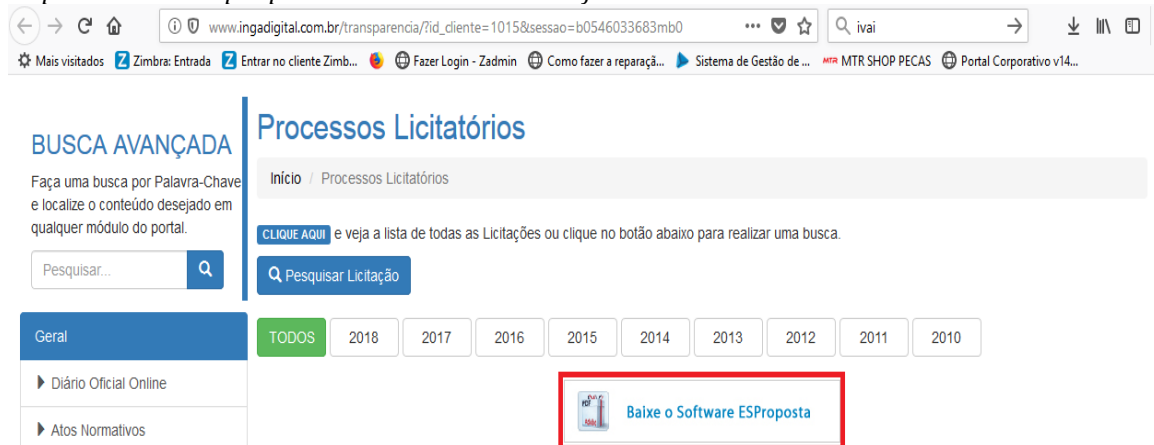 www.ingadigital.com.br/transparencia/?id_cliente=1015&sessao=b0546033683mb0
ivai
Mais visitados Zimbra: Entrada Entrar no cliente Zimb... Fazer Login - Zadmin Como fazer a reparaçã... Sistema de Gestão de ... MTR SHOP PECAS Portal Corporativo v14...
BUSCA AVANÇADA
Faça uma busca por Palavra-Chave
e localize o conteúdo desejado em
qualquer módulo do portal.
Pesquisar...
Geral
Diário Oficial Online
Atos Normativos
Processos Licitatórios
Início / Processos Licitatórios
CLIQUE AQUI e veja a lista de todas as Licitações ou clique no botão abaixo para realizar uma busca.
Pesquisar Licitação
TODOS 2018 2017 2016 2015 2014 2013 2012 2011 2010
Baixe o Software ESProposta